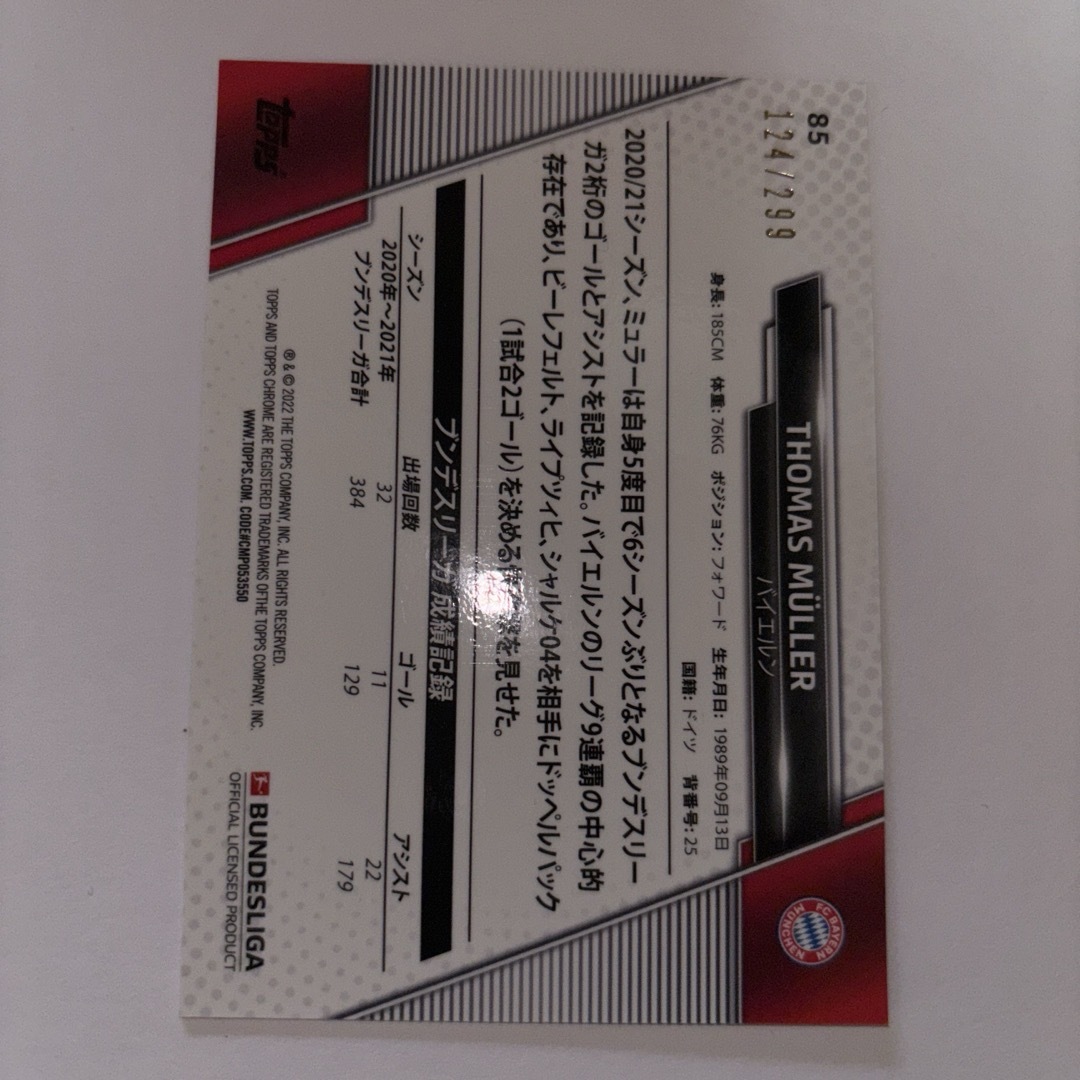 85
124/299
THOMAS MÜLLER
バイエルン
FC BAYERN
MÜNCHEN
身長: 185CM 体重: 76KG ポジション: フォワード 生年月日: 1989年09月13日
国籍: ドイツ 背番号: 25
2020/21シーズン、ミュラーは自身5度目で6シーズンぶりとなるブンデスリー
ガ2桁のゴールとアシストを記録した。バイエルンのリーグ9連覇の中心的
存在であり、ビーレフェルト、ライプツィヒ、シャルケ04を相手にドッペルパック
(1試合2ゴール)を決める を見せた。
ブンデスリーガ 成績記録
シーズン 出場回数 ゴール アシスト
2020年~2021年 32 11 22
ブンデスリーガ合計 384 129 179
® & © 2022 THE TOPPS COMPANY, INC. ALL RIGHTS RESERVED.
TOPPS AND TOPPS CHROME ARE REGISTERED TRADEMARKS OF THE TOPPS COMPANY, INC.
WWW.TOPPS.COM. CODE#CMP053550
topps
BUNDESLIGA
OFFICIAL LICENSED PRODUCT